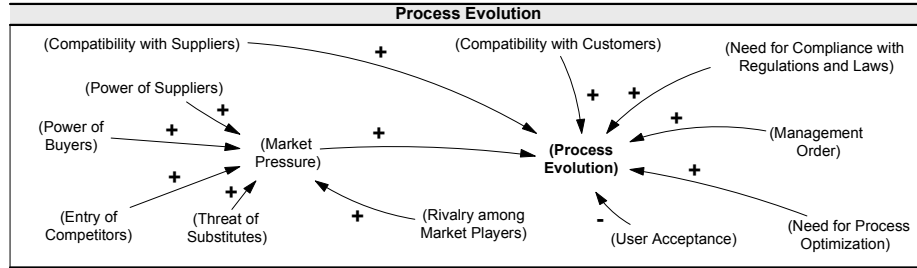 Process Evolution
(Compatibility with Suppliers)
+
(Compatibility with Customers)
(Need for Compliance with
Regulations and Laws)
(Power of Suppliers)
+
+
+
(Power of
Buyers)
+
(Market
Pressure)
+
(Process
Evolution)
+
(Management
Order)
+
+
+
(Entry of
Competitors)
(Threat of
Substitutes)
+
(Rivalry among
Market Players)
-
(User Acceptance)
(Need for Process
Optimization)